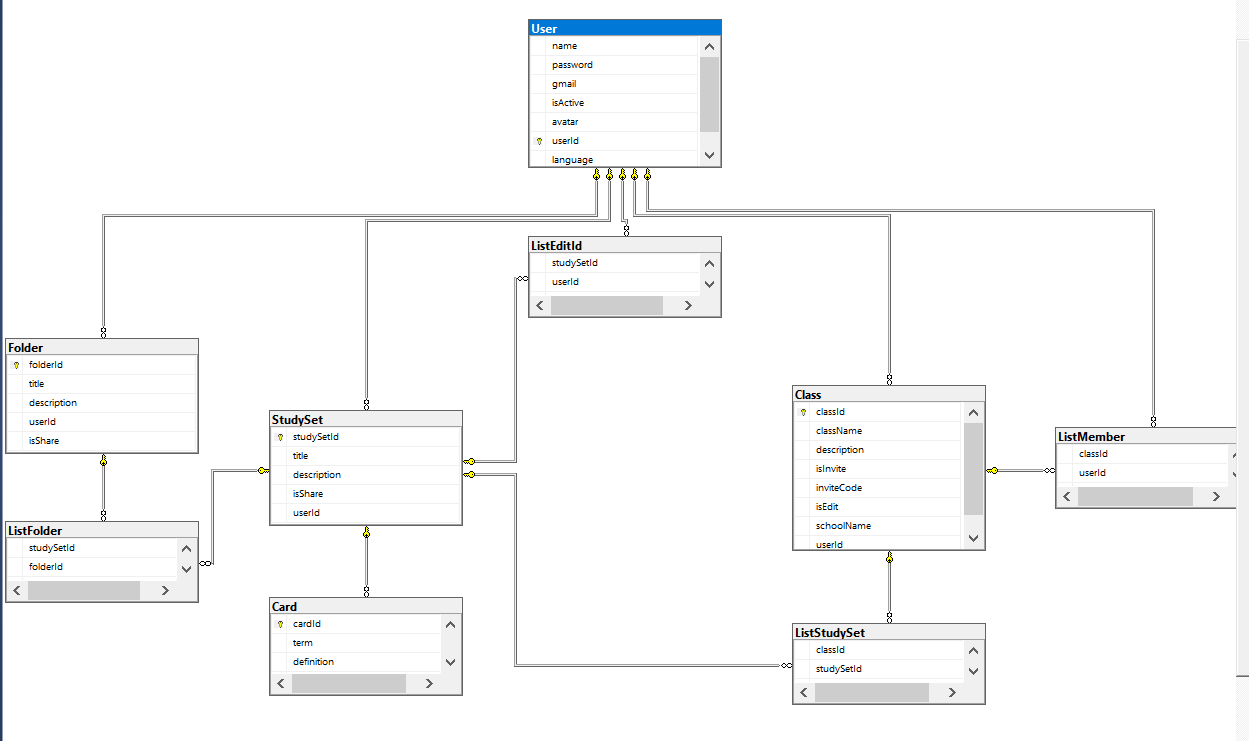 User
name
password
gmail
isActive
avatar
userId
language
ListEditId
studySetId
userId
Folder
folderId
title
description
userId
isShare
StudySet
studySetId
title
description
isShare
userId
Class
classId
className
description
isInvite
inviteCode
isEdit
schoolName
userId
ListMember
classId
userId
ListFolder
studySetId
folderId
Card
cardId
term
definition
ListStudySet
classId
studySetId